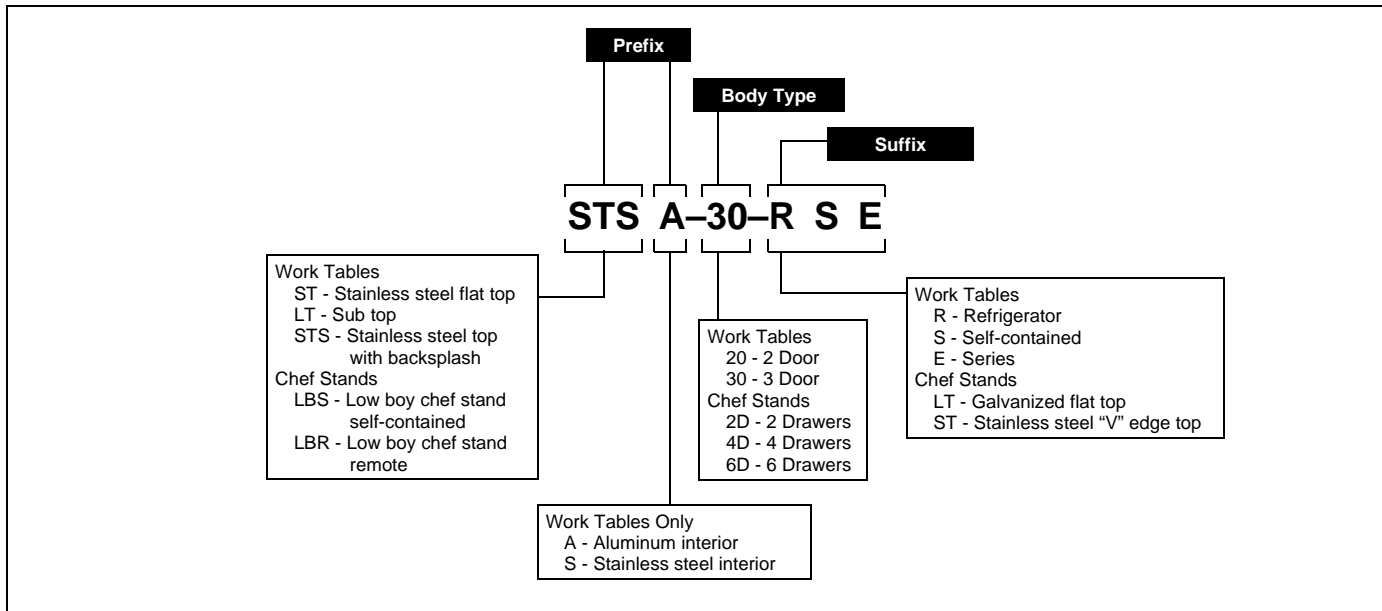 Prefix
Body Type
Suffix
STS A–30–R S E
Work Tables
ST - Stainless steel flat top
LT - Sub top
STS - Stainless steel top
with backsplash
Chef Stands
LBS - Low boy chef stand
self-contained
LBR - Low boy chef stand
remote
Work Tables Only
A - Aluminum interior
S - Stainless steel interior
Work Tables
20 - 2 Door
30 - 3 Door
Chef Stands
2D - 2 Drawers
4D - 4 Drawers
6D - 6 Drawers
Work Tables
R - Refrigerator
S - Self-contained
E - Series
Chef Stands
LT - Galvanized flat top
ST - Stainless steel “V” edge top